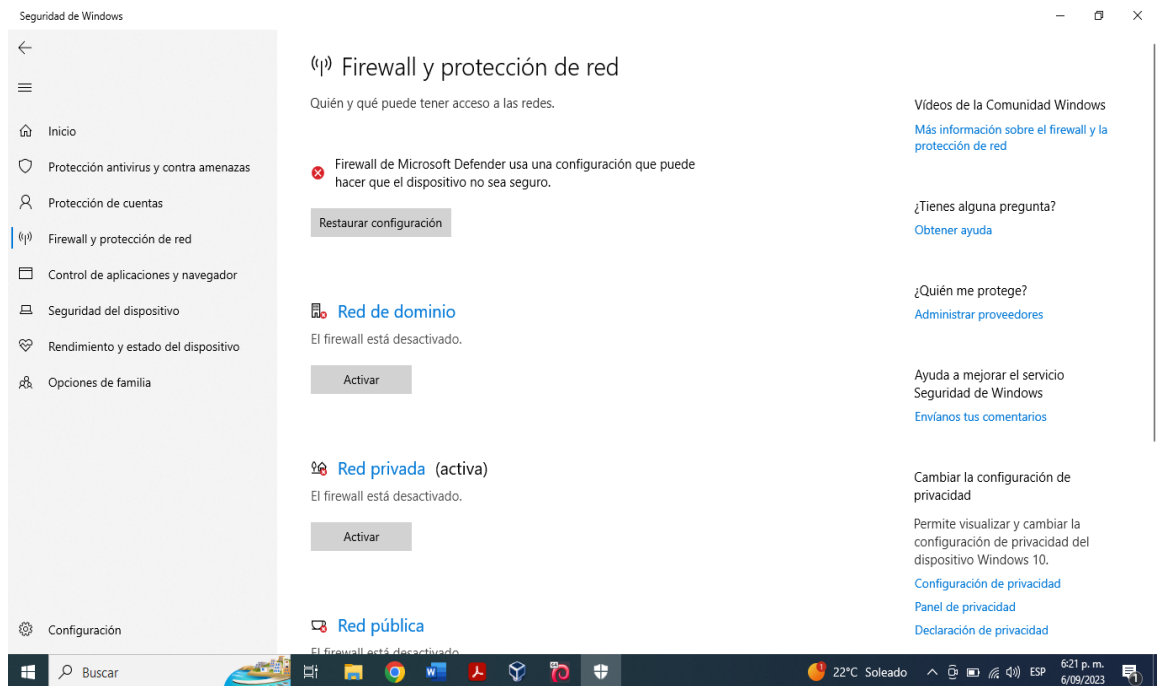 Seguridad de Windows
Inicio
Protección antivirus y contra amenazas
Protección de cuentas
Firewall y protección de red
Control de aplicaciones y navegador
Seguridad del dispositivo
Rendimiento y estado del dispositivo
Opciones de familia
Configuración
Firewall y protección de red
Quién y qué puede tener acceso a las redes.
Firewall de Microsoft Defender usa una configuración que puede
hacer que el dispositivo no sea seguro.
Restaurar configuración
Red de dominio
El firewall está desactivado.
Activar
Red privada (activa)
El firewall está desactivado.
Activar
Red pública
El firewall está desactivado.
Vídeos de la Comunidad Windows
Más información sobre el firewall y la
protección de red
¿Tienes alguna pregunta?
Obtener ayuda
¿Quién me protege?
Administrar proveedores
Ayuda a mejorar el servicio
Seguridad de Windows
Envíanos tus comentarios
Cambiar la configuración de
privacidad
Permite visualizar y cambiar la
configuración de privacidad del
dispositivo Windows 10.
Configuración de privacidad
Panel de privacidad
Declaración de privacidad
Buscar
22°C Soleado
ESP
6:21 p. m.
6/09/2023
1